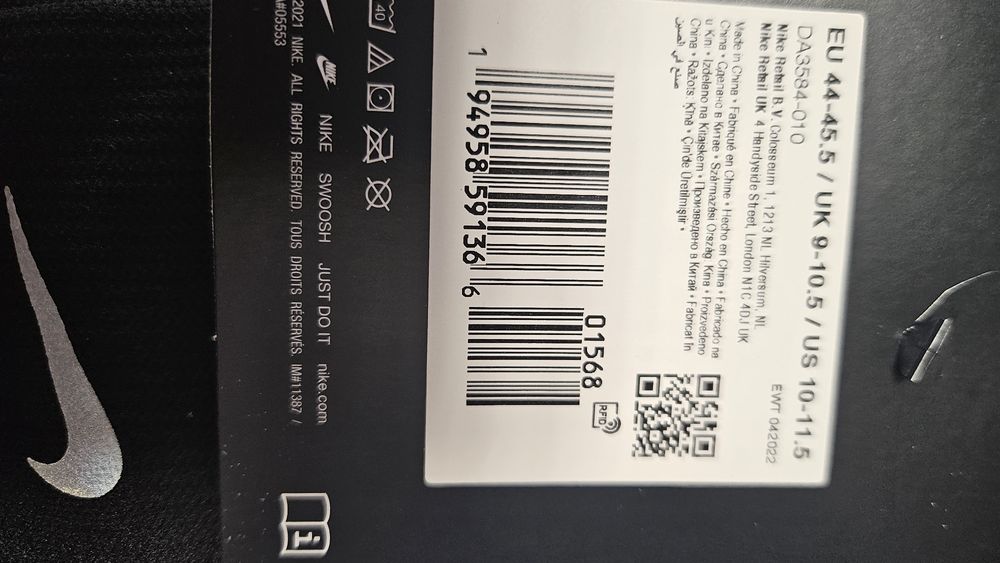 EU 44-45.5 / UK 9-10.5 / US 10-11.5
DA3584-010
EWT 042022
Nike Retail B.V. Colosseum 1, 1213 NL Hilversum, NL
Nike Retail UK 4 Handyside Street, London N1C 4DJ UK
Made in China • Fabriqué en Chine • Hecho en China • Fabricado na
China • Сделано в Китае • Származási Ország: Kína • Proizvedeno
u Kini • Izdelano na Kitajskem • Произведено в Китай • Fabricat în
China • Ražots: Ķīnā • Çin'de Üretilmiştir •
صنع في الصين
RFID
01568
1 94958 59136 6
40
NIKE
NIKE SWOOSH JUST DO IT nike.com
2021 NIKE. ALL RIGHTS RESERVED. TOUS DROITS RÉSERVÉS. IM#11387 /
A#05553
i